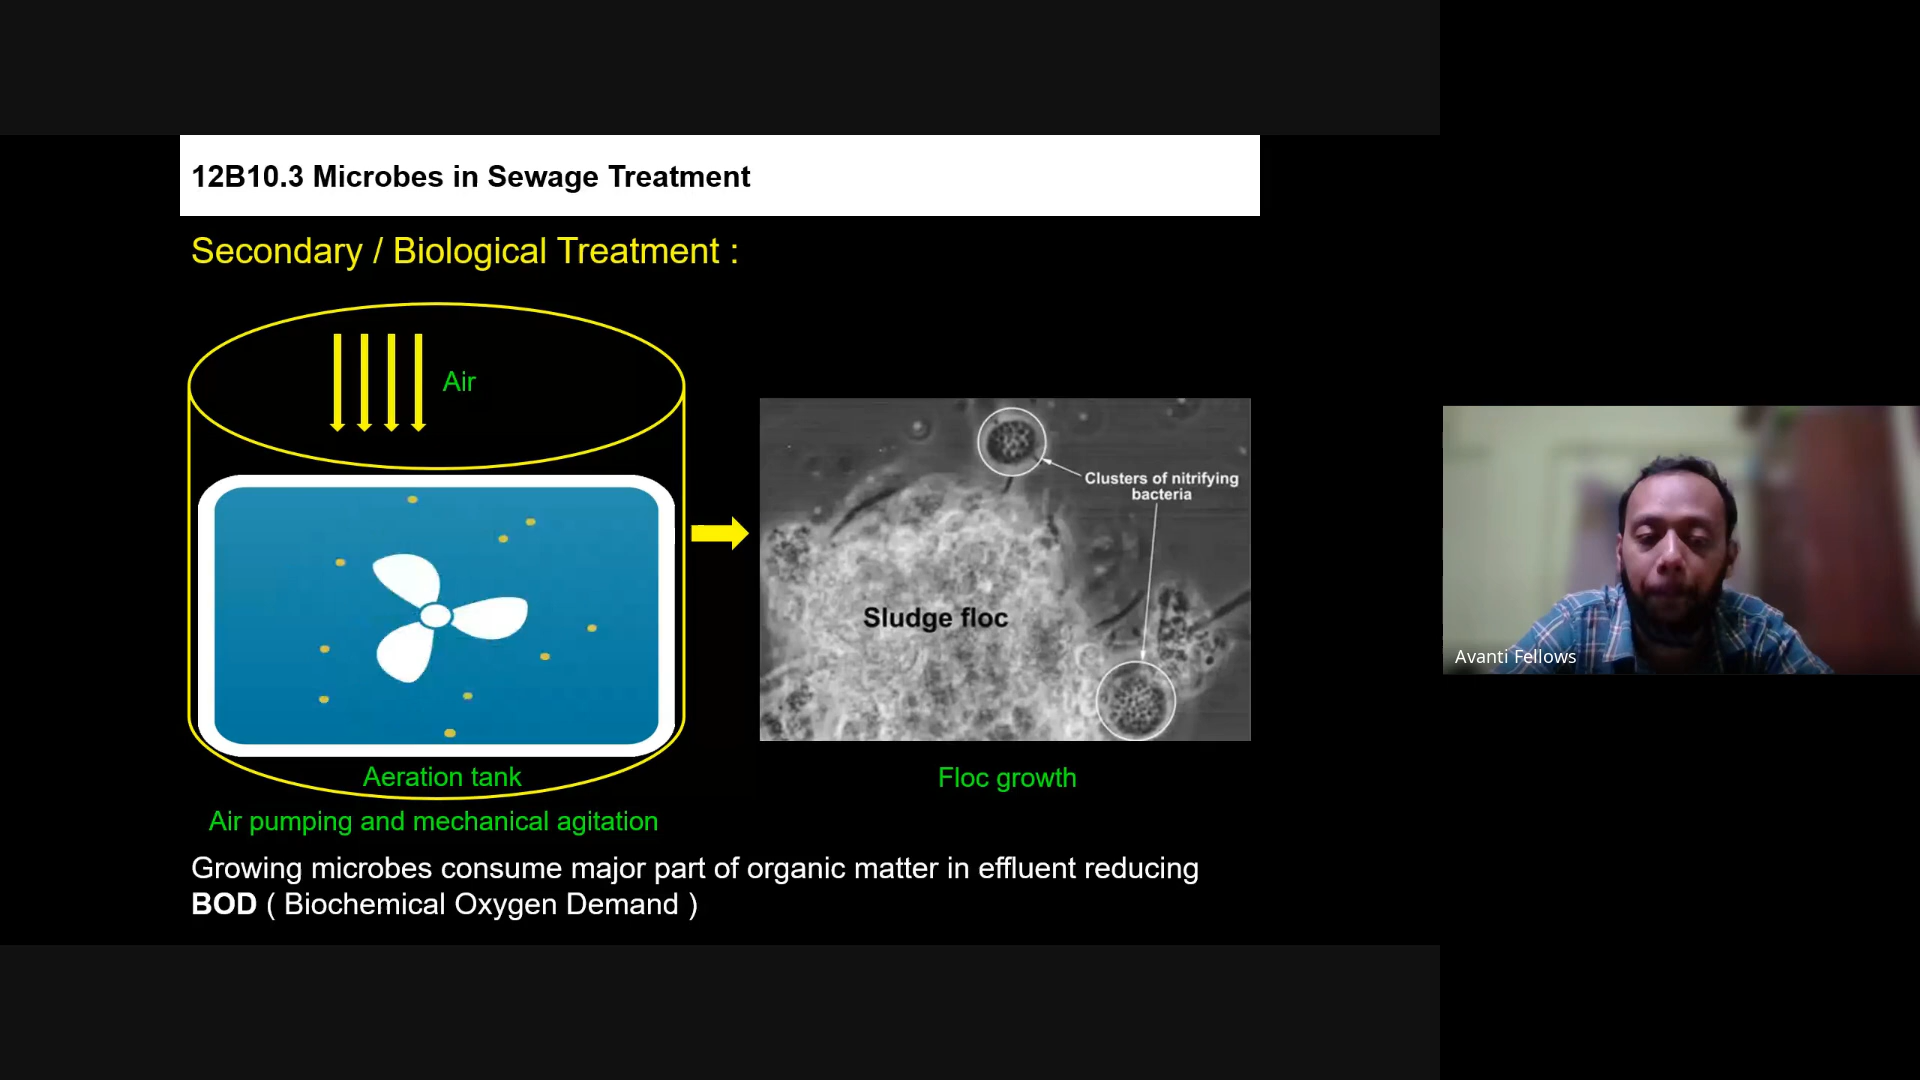 12B10.3 Microbes in Sewage Treatment
Secondary / Biological Treatment :
Air
Clusters of nitrifying
bacteria
Sludge floc
Avanti Fellows
Aeration tank
Floc growth
Air pumping and mechanical agitation
Growing microbes consume major part of organic matter in effluent reducing
BOD ( Biochemical Oxygen Demand )